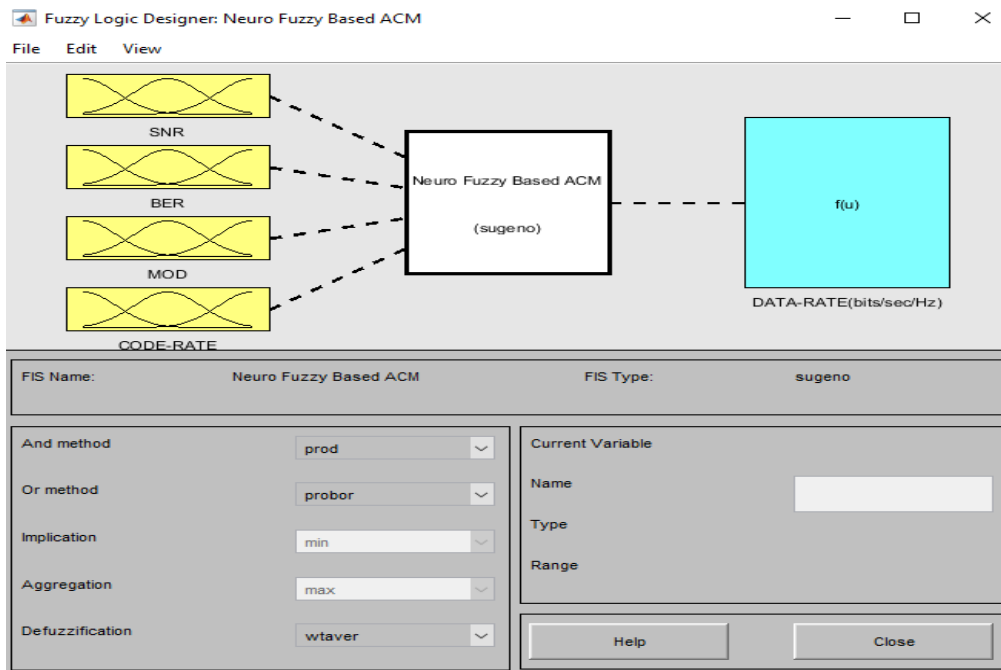 Fuzzy Logic Designer: Neuro Fuzzy Based ACM
File Edit View
SNR
BER
MOD
CODE-RATE
Neuro Fuzzy Based ACM
(sugeno)
f(u)
DATA-RATE(bits/sec/Hz)
FIS Name: Neuro Fuzzy Based ACM FIS Type: sugeno
And method prod
Or method probor
Implication min
Aggregation max
Defuzzification wtaver
Current Variable
Name
Type
Range
Help Close